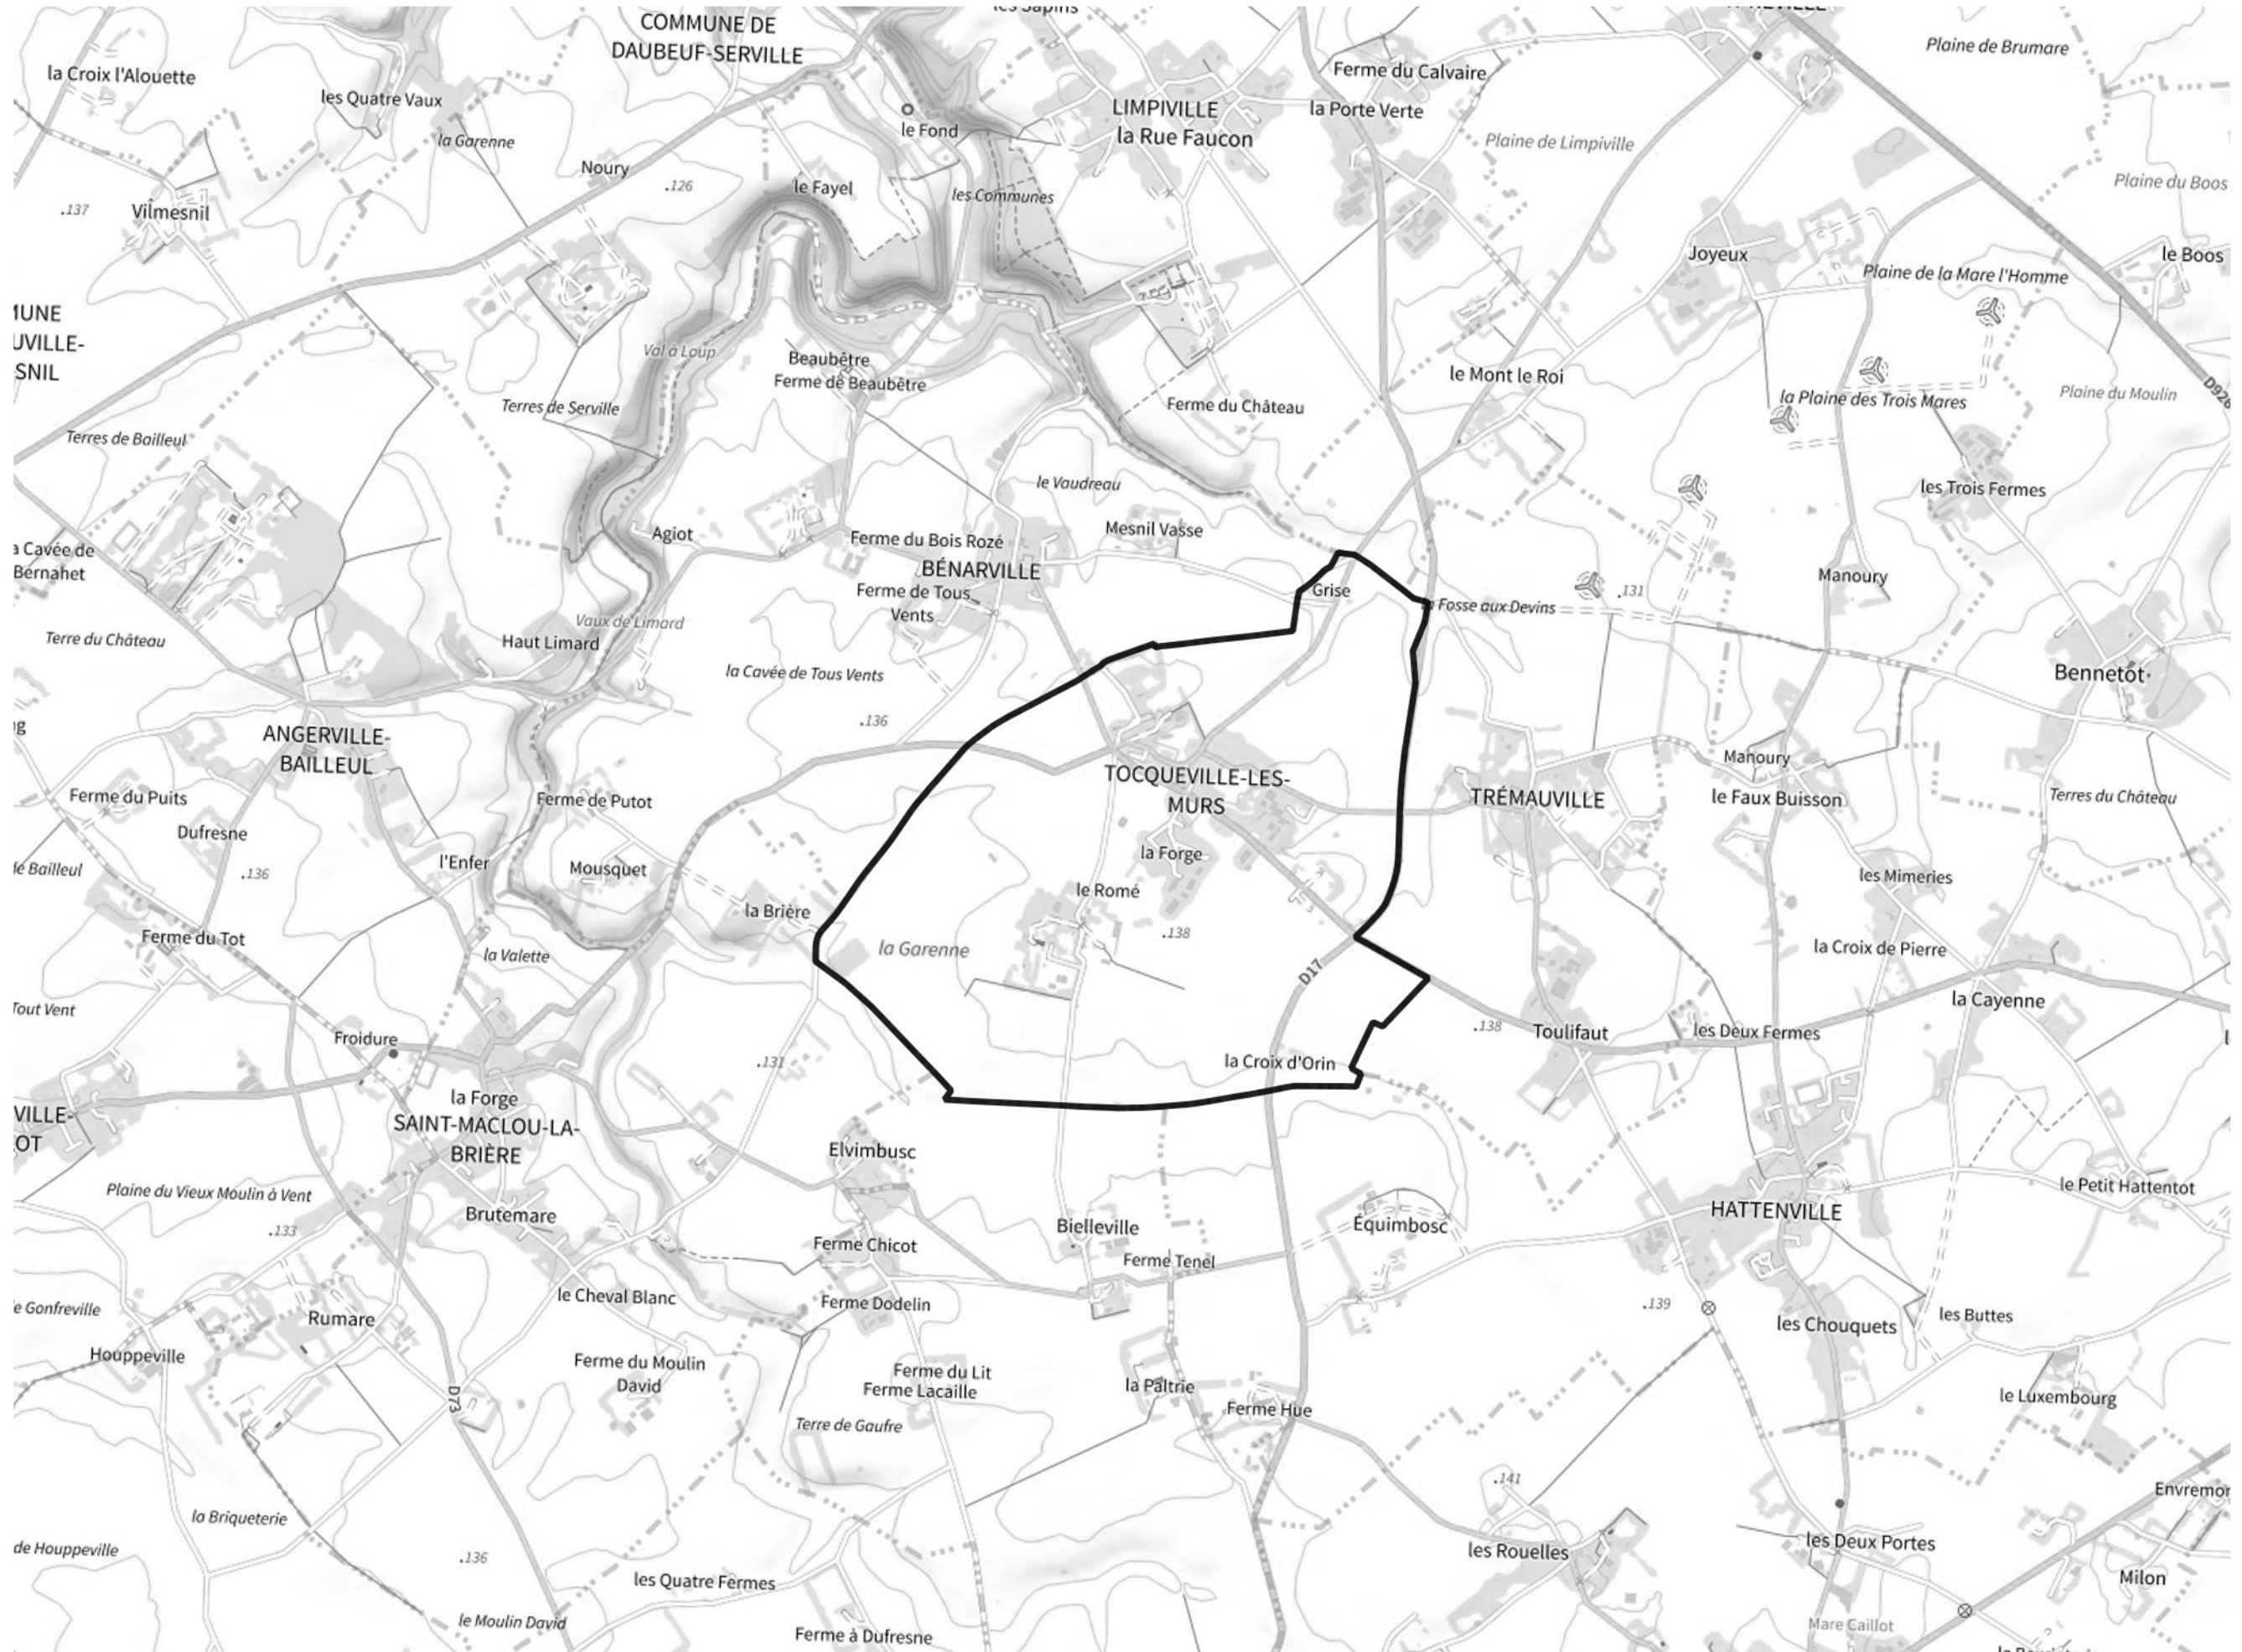 COMMUNE DE
DAUBEUF-SERVILLE
Plaine de Brumare
la Croix l'Alouette
les Quatre Vaux
Ferme du Calvaire
la Garenne
le Fond
LIMPIVILLE
la Rue Faucon
la Porte Verte
Plaine de Limpiville
Noury
.126
le Fayel
les Communes
Plaine du Boos
.137
Vilmesnil
Joyeux
le Boos
Plaine de la Mare l'Homme
Val à Loup
Beaubêtre
Ferme de Beaubêtre
le Mont le Roi
D926
Terres de Serville
Ferme du Château
la Plaine des Trois Mares
Plaine du Moulin
Terres de Bailleul
le Vaudreau
les Trois Fermes
Agiot
Mesnil Vasse
Ferme du Bois Rozé
BÉNARVILLE
Cavée de
Bernahet
Ferme de Tous
Vents
Grise
Fosse aux Devins
.131
Manoury
Terre du Château
Haut Limard
Vaux de Limard
la Cavée de Tous Vents
Bennetot
.136
ANGERVILLE-
BAILLEUL
TOCQUEVILLE-LES-
MURS
TRÉMAUVILLE
Manoury
le Faux Buisson
Terres du Château
Ferme du Puits
Ferme de Putot
Dufresne
la Forge
l'Enfer
Mousquet
.136
le Romé
les Mimeries
la Brière
Ferme du Tot
la Valette
la Garenne
.138
la Croix de Pierre
D17
la Cayenne
Tout Vent
Froidure
.138
Toulifaut
les Deux Fermes
.131
la Croix d'Orin
la Forge
SAINT-MACLOU-LA-
BRIÈRE
Elvimbusc
Plaine du Vieux Moulin à Vent
.133
Brutemare
Bielleville
Équimbosc
HATTENVILLE
le Petit Hattentot
Ferme Chicot
Ferme Tenel
le Cheval Blanc
Ferme Dodelin
Rumare
.139
les Chouquets
les Buttes
Houppeville
Ferme du Moulin
David
Ferme du Lit
Ferme Lacaille
la Paltrie
D73
Ferme Hue
le Luxembourg
Terre de Gaufre
.141
la Briqueterie
de Houppeville
.136
les Rouelles
les Deux Portes
les Quatre Fermes
Milon
le Moulin David
Ferme à Dufresne
Mare Caillot